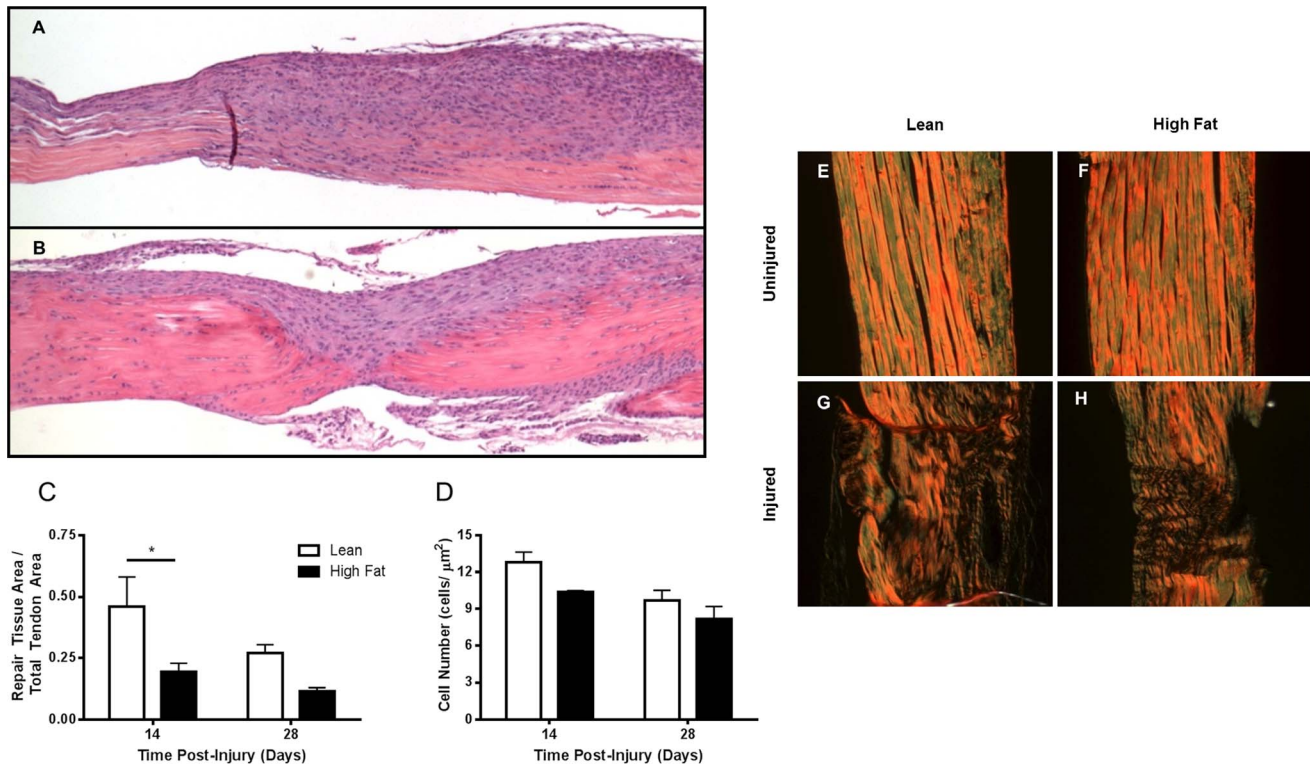 A
B
C
Repair Tissue Area /
Total Tendon Area
0.75
0.50
0.25
0.00
*
Lean
High Fat
14
28
Time Post-Injury (Days)
D
Cell Number (cells/ μm²)
15
12
9
6
3
0
14
28
Time Post-Injury (Days)
Lean
High Fat
Uninjured
E
F
Injured
G
H